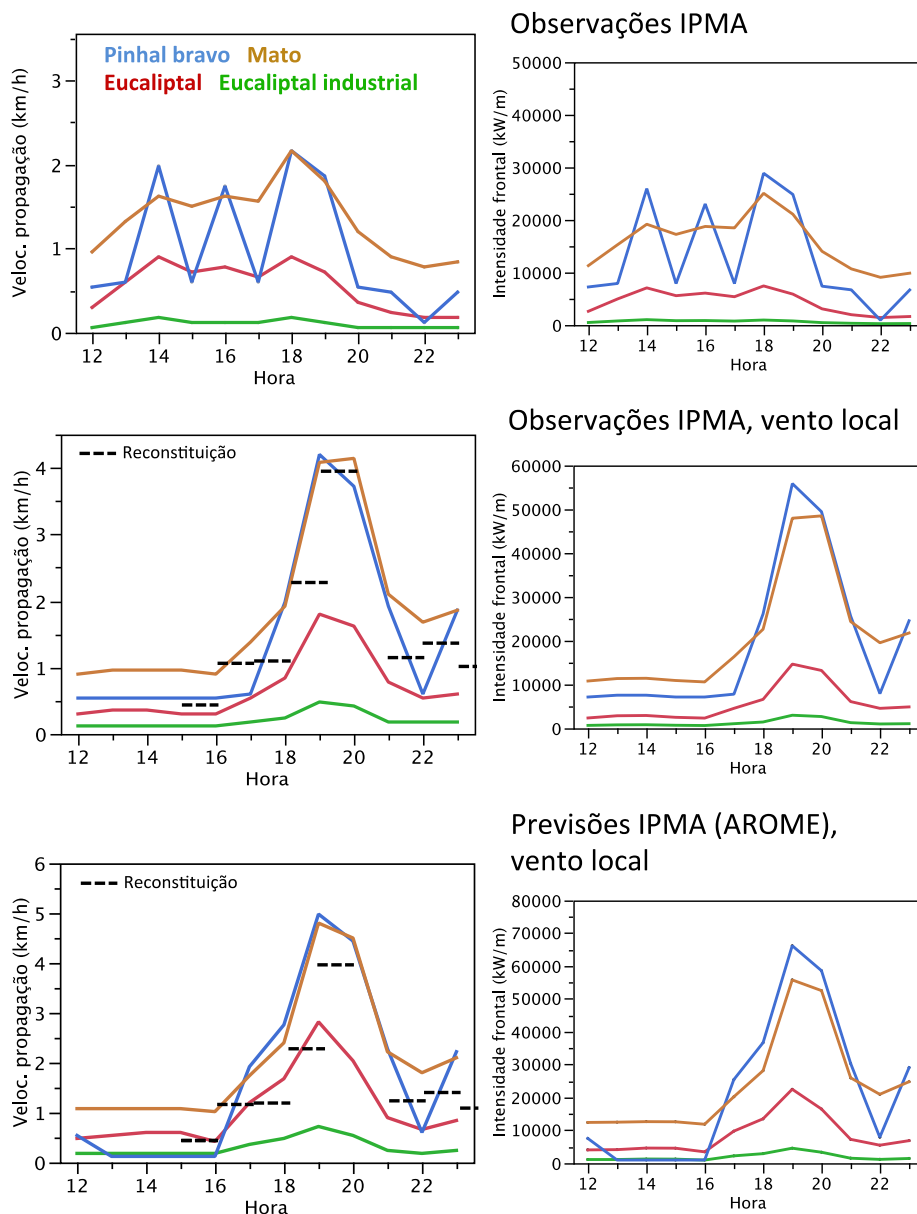 Observações IPMA
Pinhal bravo Mato
Eucaliptal Eucaliptal industrial
Veloc. propagação (km/h)
3
2
1
0
12 14 16 18 20 22
Hora
Intensidade frontal (kW/m)
50000
40000
30000
20000
10000
0
12 14 16 18 20 22
Hora
Observações IPMA, vento local
Reconstituição
Veloc. propagação (km/h)
4
3
2
1
0
12 14 16 18 20 22
Hora
Intensidade frontal (kW/m)
60000
50000
40000
30000
20000
10000
0
12 14 16 18 20 22
Hora
Previsões IPMA (AROME),
vento local
Reconstituição
Veloc. propagação (km/h)
6
5
4
3
2
1
0
12 14 16 18 20 22
Hora
Intensidade frontal (kW/m)
80000
70000
60000
50000
40000
30000
20000
10000
0
12 14 16 18 20 22
Hora